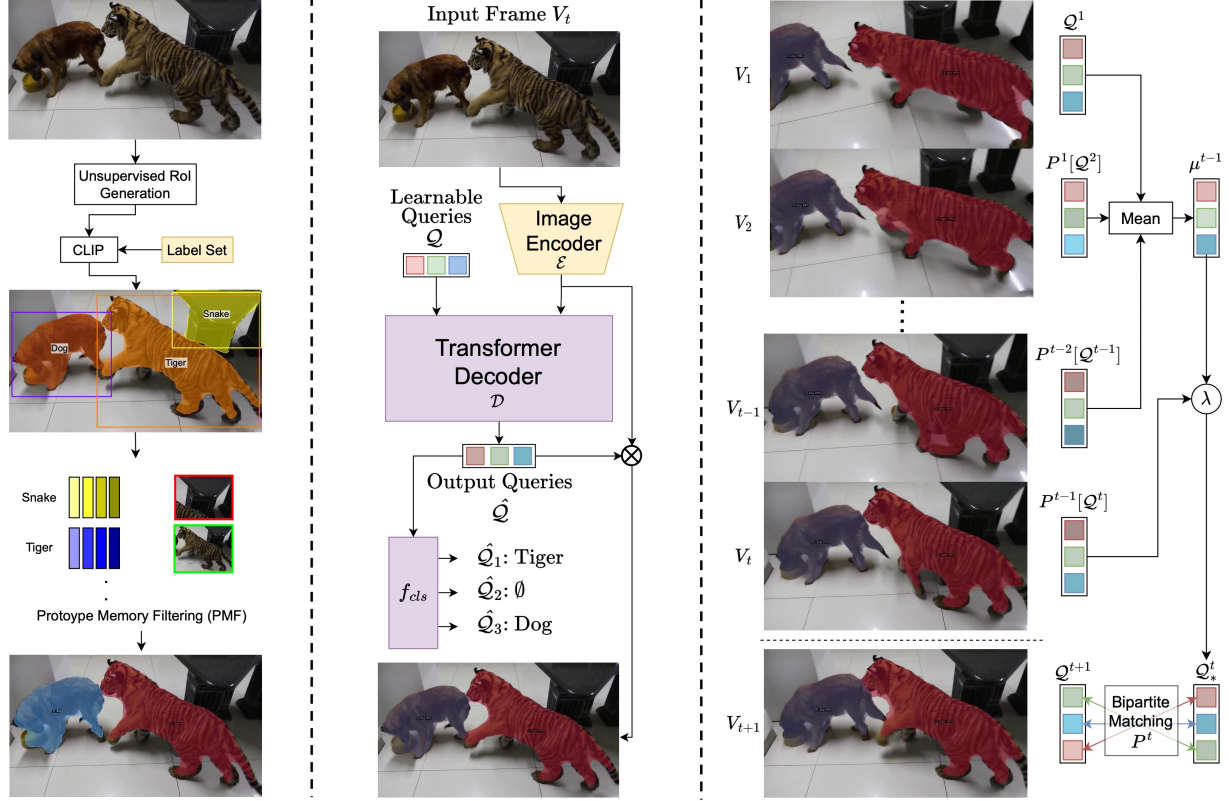 Unsupervised RoI
Generation
CLIP
Label Set
Snake
Dog
Tiger
Snake
Tiger
.
Protoype Memory Filtering (PMF)
Input Frame V_t
Learnable
Queries
Q
Image
Encoder
ℰ
Transformer
Decoder
D
Output Queries
Q̂
f_cls
Q̂_1: Tiger
Q̂_2: ∅
Q̂_3: Dog
V_1
V_2
V_{t-1}
V_t
V_{t+1}
Q^1
P^1[Q^2]
Mean
μ^{t-1}
P^{t-2}[Q^{t-1}]
λ
P^{t-1}[Q^t]
Q^{t+1}
Q_*^t
Bipartite
Matching
P^t